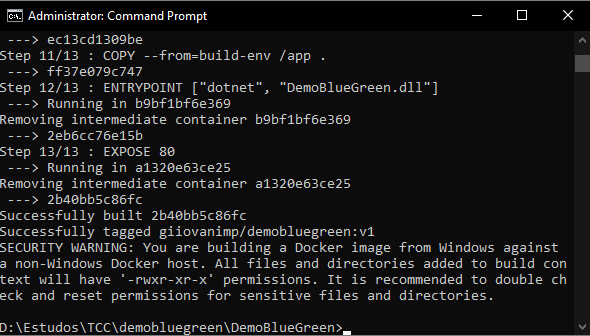 Administrator: Command Prompt
---> ec13cd1309be
Step 11/13 : COPY --from=build-env /app .
---> ff37e079c747
Step 12/13 : ENTRYPOINT ["dotnet", "DemoBlueGreen.dll"]
---> Running in b9bf1bf6e369
Removing intermediate container b9bf1bf6e369
---> 2eb6cc76e15b
Step 13/13 : EXPOSE 80
---> Running in a1320e63ce25
Removing intermediate container a1320e63ce25
---> 2b40bb5c86fc
Successfully built 2b40bb5c86fc
Successfully tagged giiovanimp/demobluegreen:v1
SECURITY WARNING: You are building a Docker image from Windows against
a non-Windows Docker host. All files and directories added to build con
text will have '-rwxr-xr-x' permissions. It is recommended to double ch
eck and reset permissions for sensitive files and directories.
D:\Estudos\TCC\demobluegreen\DemoBlueGreen>